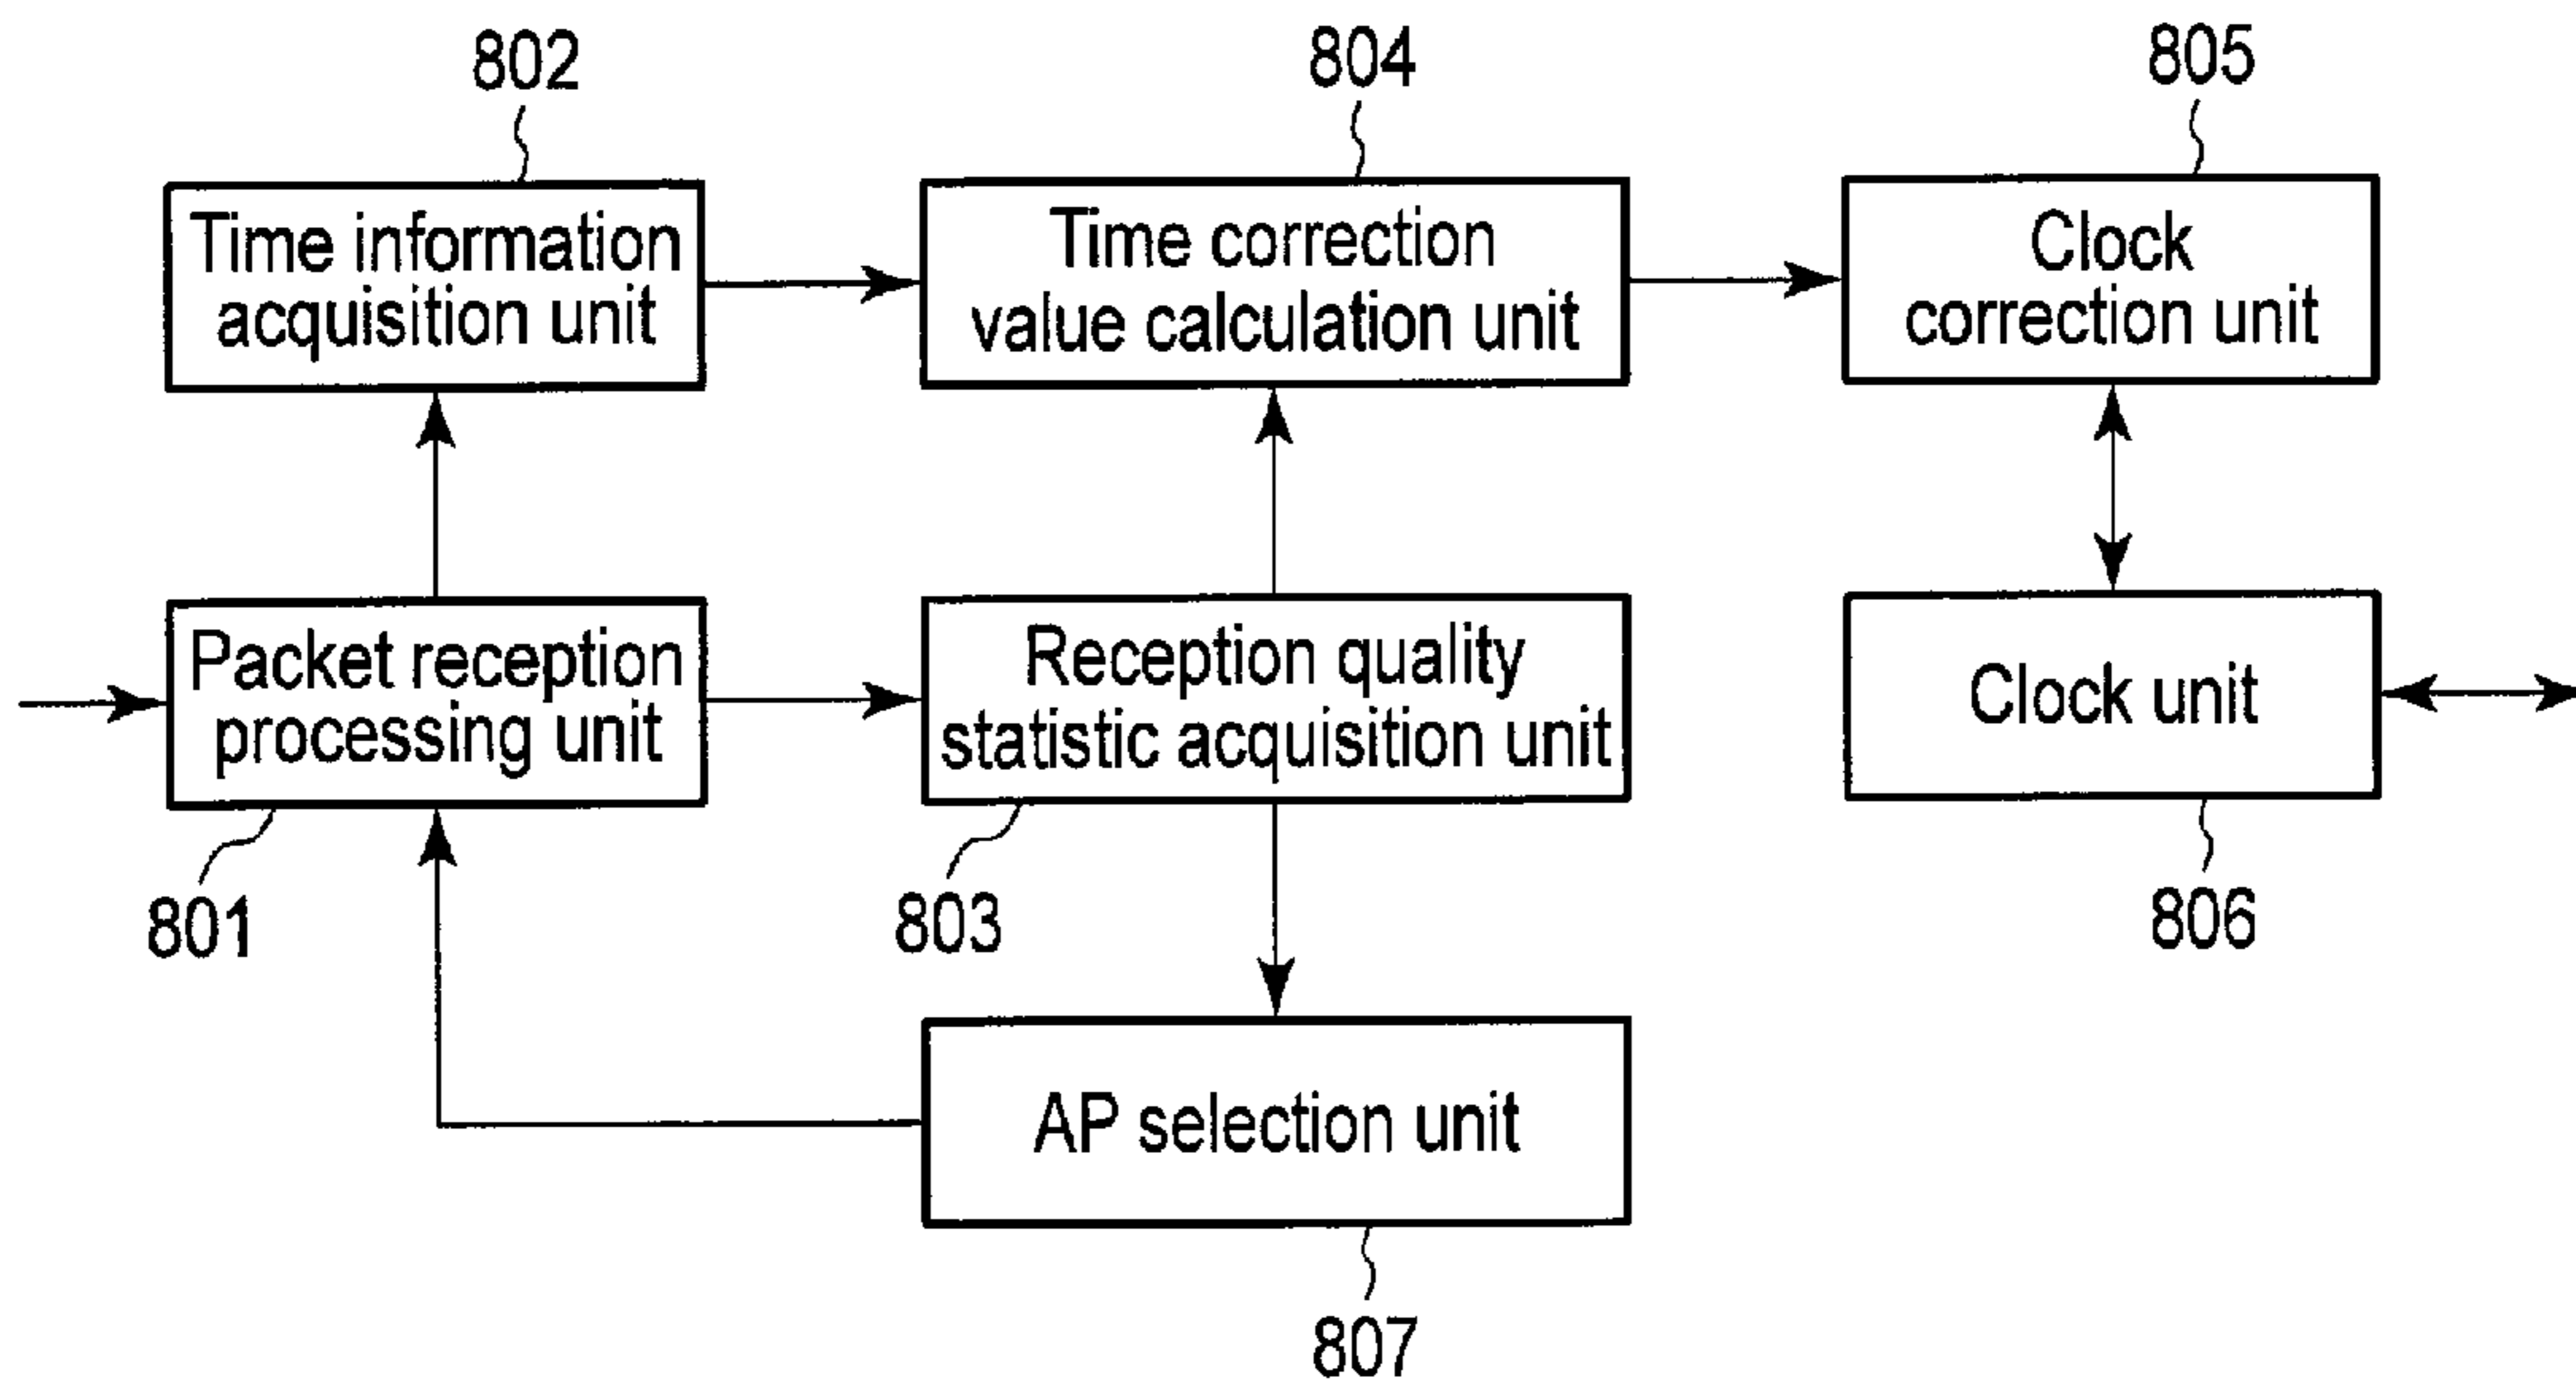 802
804
805
Time information
acquisition unit
Time correction
value calculation unit
Clock
correction unit
Packet reception
processing unit
Reception quality
statistic acquisition unit
Clock unit
801
803
806
AP selection unit
807